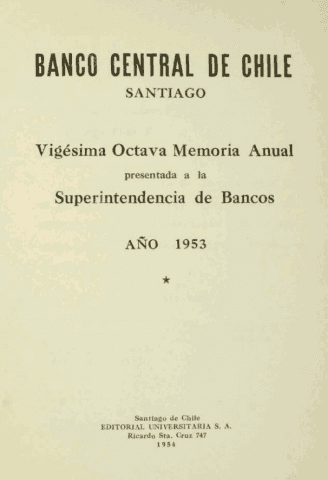 BANCO CENTRAL DE CHILE
SANTIAGO
Vigésima Octava Memoria Anual
presentada a la
Superintendencia de Bancos
AÑO 1953
*
Santiago de Chile
EDITORIAL UNIVERSITARIA S. A.
Ricardo Sta. Cruz 747
1954